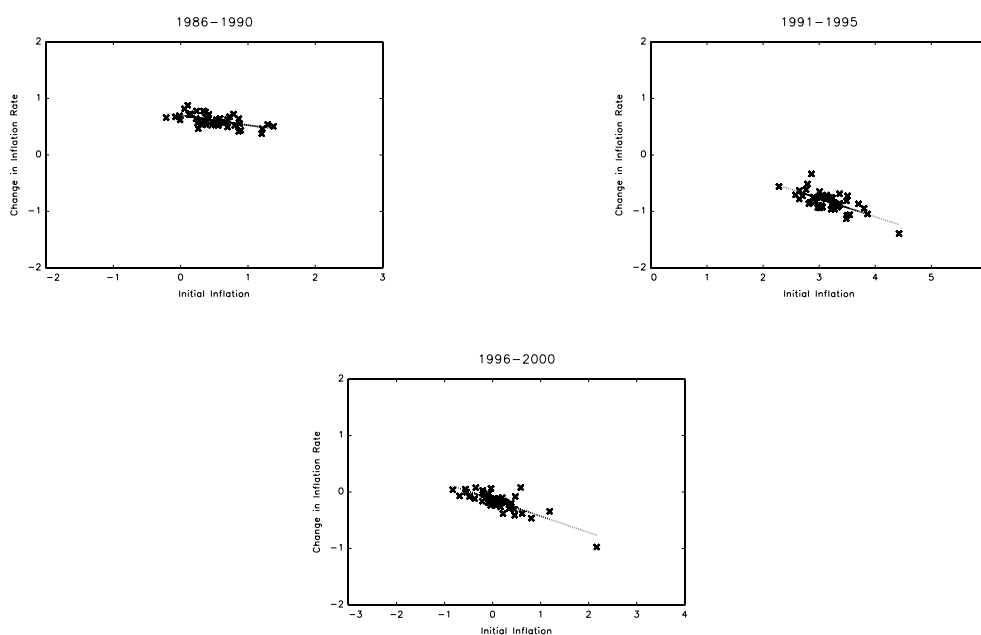 1986-1990
2
1
0
-1
-2
Change in Inflation Rate
-2 -1 0 1 2 3
Initial Inflation
1991-1995
2
1
0
-1
-2
Change in Inflation Rate
0 1 2 3 4 5
Initial Inflation
1996-2000
2
1
0
-1
-2
Change in Inflation Rate
-3 -2 -1 0 1 2 3 4
Initial Inflation